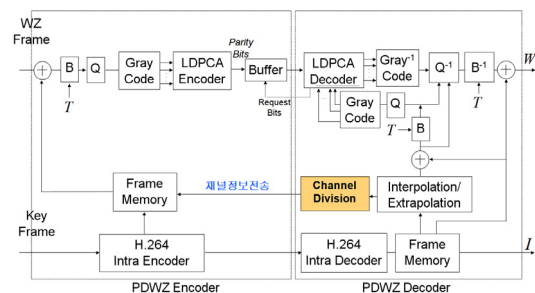 WZ
Frame
B
Q
T
Gray
Code
LDPCA
Encoder
Parity
Bits
Buffer
Request
Bits
LDPCA
Decoder
Gray-1
Code
Gray
Code
Q
T
B
Q-1
B-1
T
W
채널정보전송
Channel
Division
Interpolation/
Extrapolation
Frame
Memory
Key
Frame
H.264
Intra Encoder
H.264
Intra Decoder
Frame
Memory
I
PDWZ Encoder
PDWZ Decoder